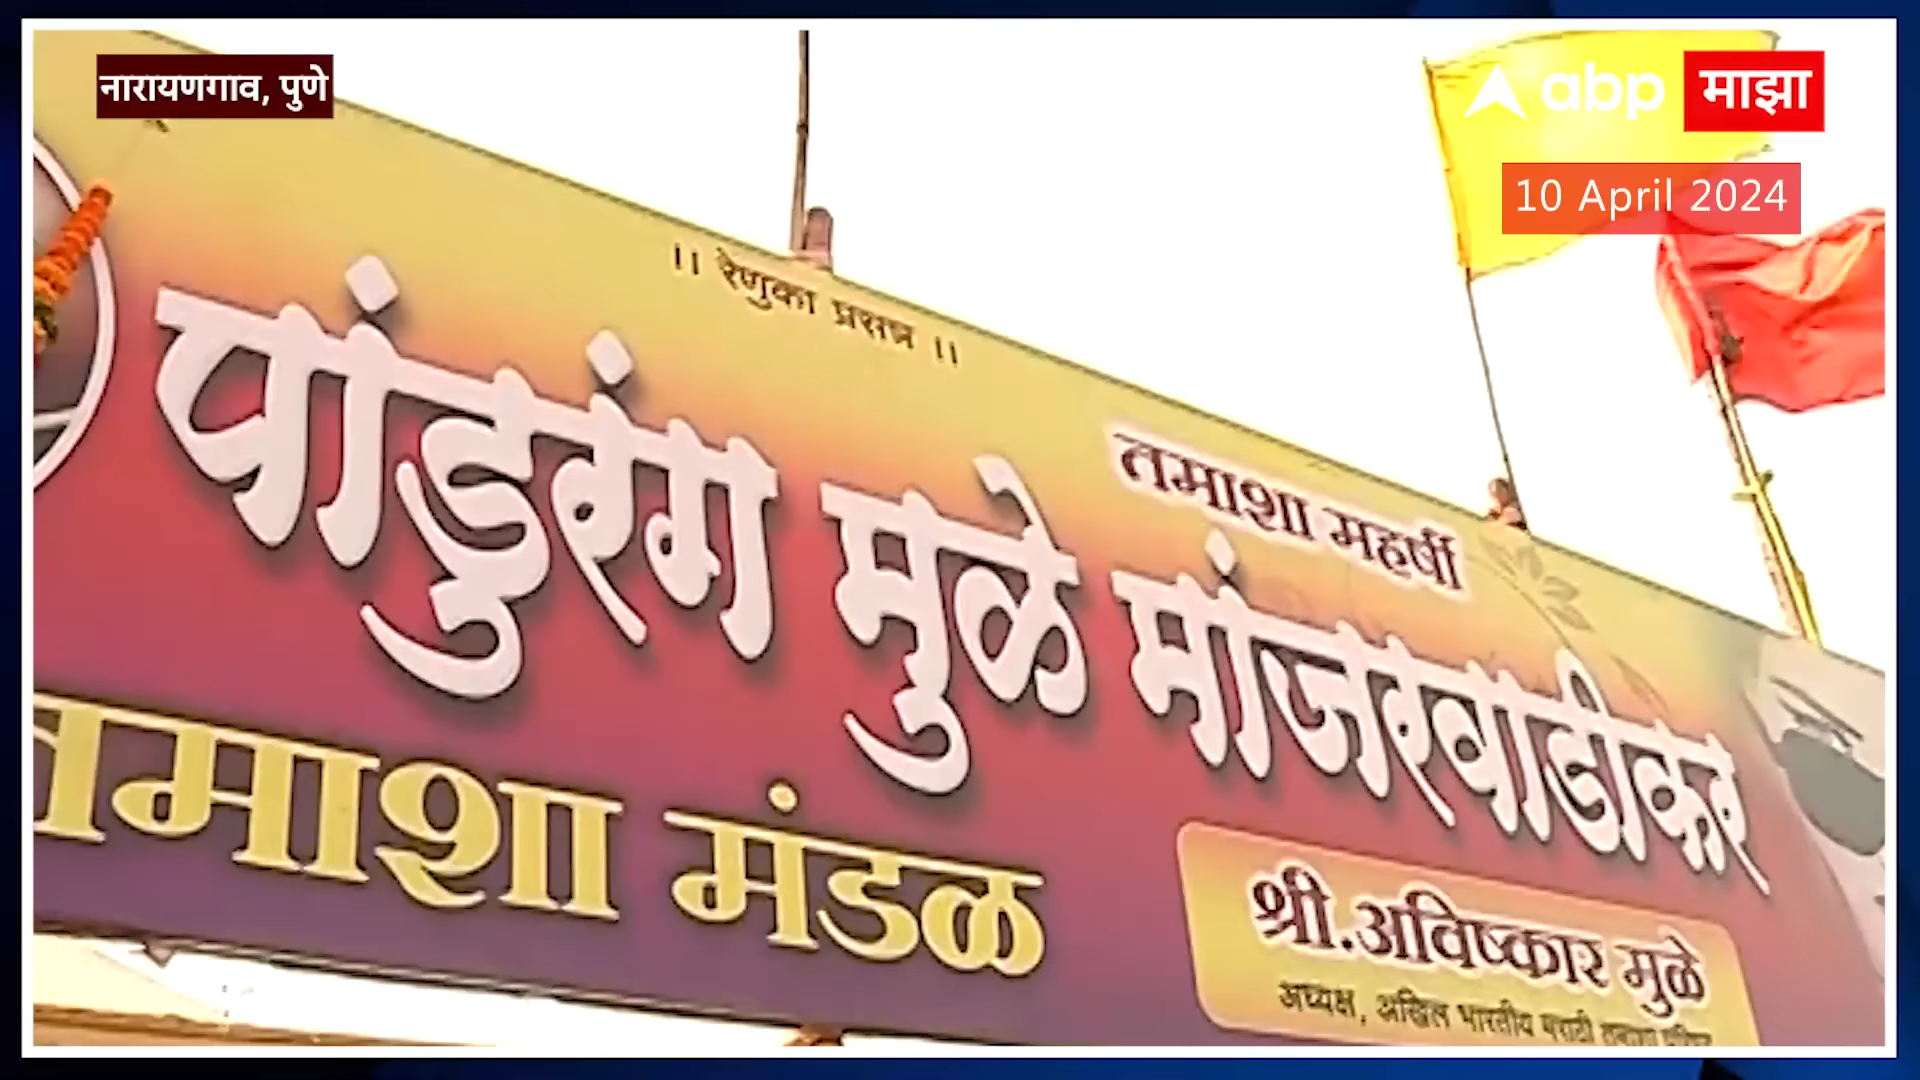 नारायणगाव, पुणे
abp माझा
10 April 2024
।। रेणुका प्रसन्न ।।
तमाशा महर्षी
पांडुरंग मुळे मांजरवाडीकर
तमाशा मंडळ
श्री.अविष्कार मुळे
अध्यक्ष, अखिल भारतीय मराठी तमाशा परिषद